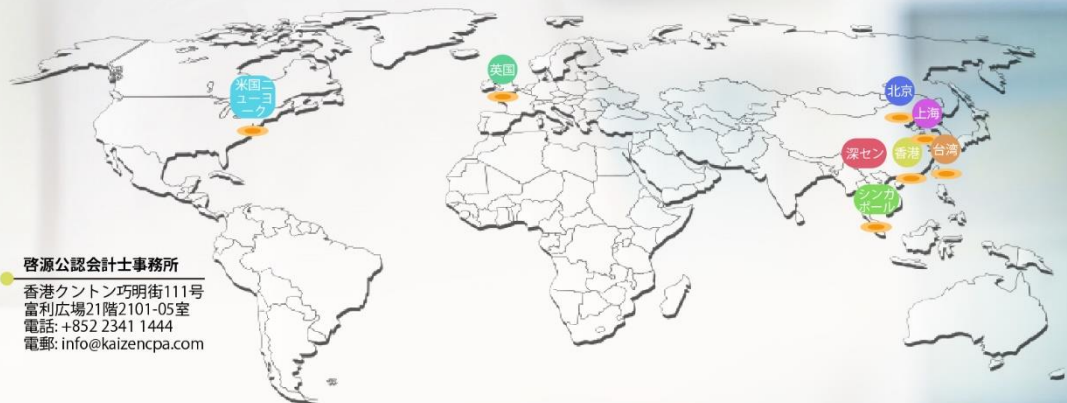 米国ニ
ューヨ
ーク
英国
北京
上海
深セン
香港
台湾
シンガ
ポール
啓源公認会計士事務所
香港クントン巧明街111号
富利広場21階2101-05室
電話: +852 2341 1444
電郵: info@kaizencpa.com